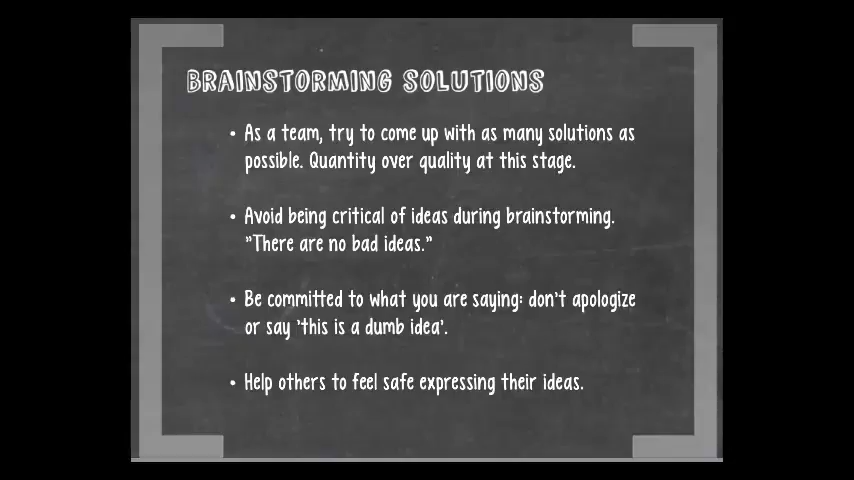 BRAINSTORMING SOLUTIONS
• As a team, try to come up with as many solutions as
possible. Quantity over quality at this stage.
• Avoid being critical of ideas during brainstorming.
"There are no bad ideas."
• Be committed to what you are saying: don't apologize
or say 'this is a dumb idea'.
• Help others to feel safe expressing their ideas.